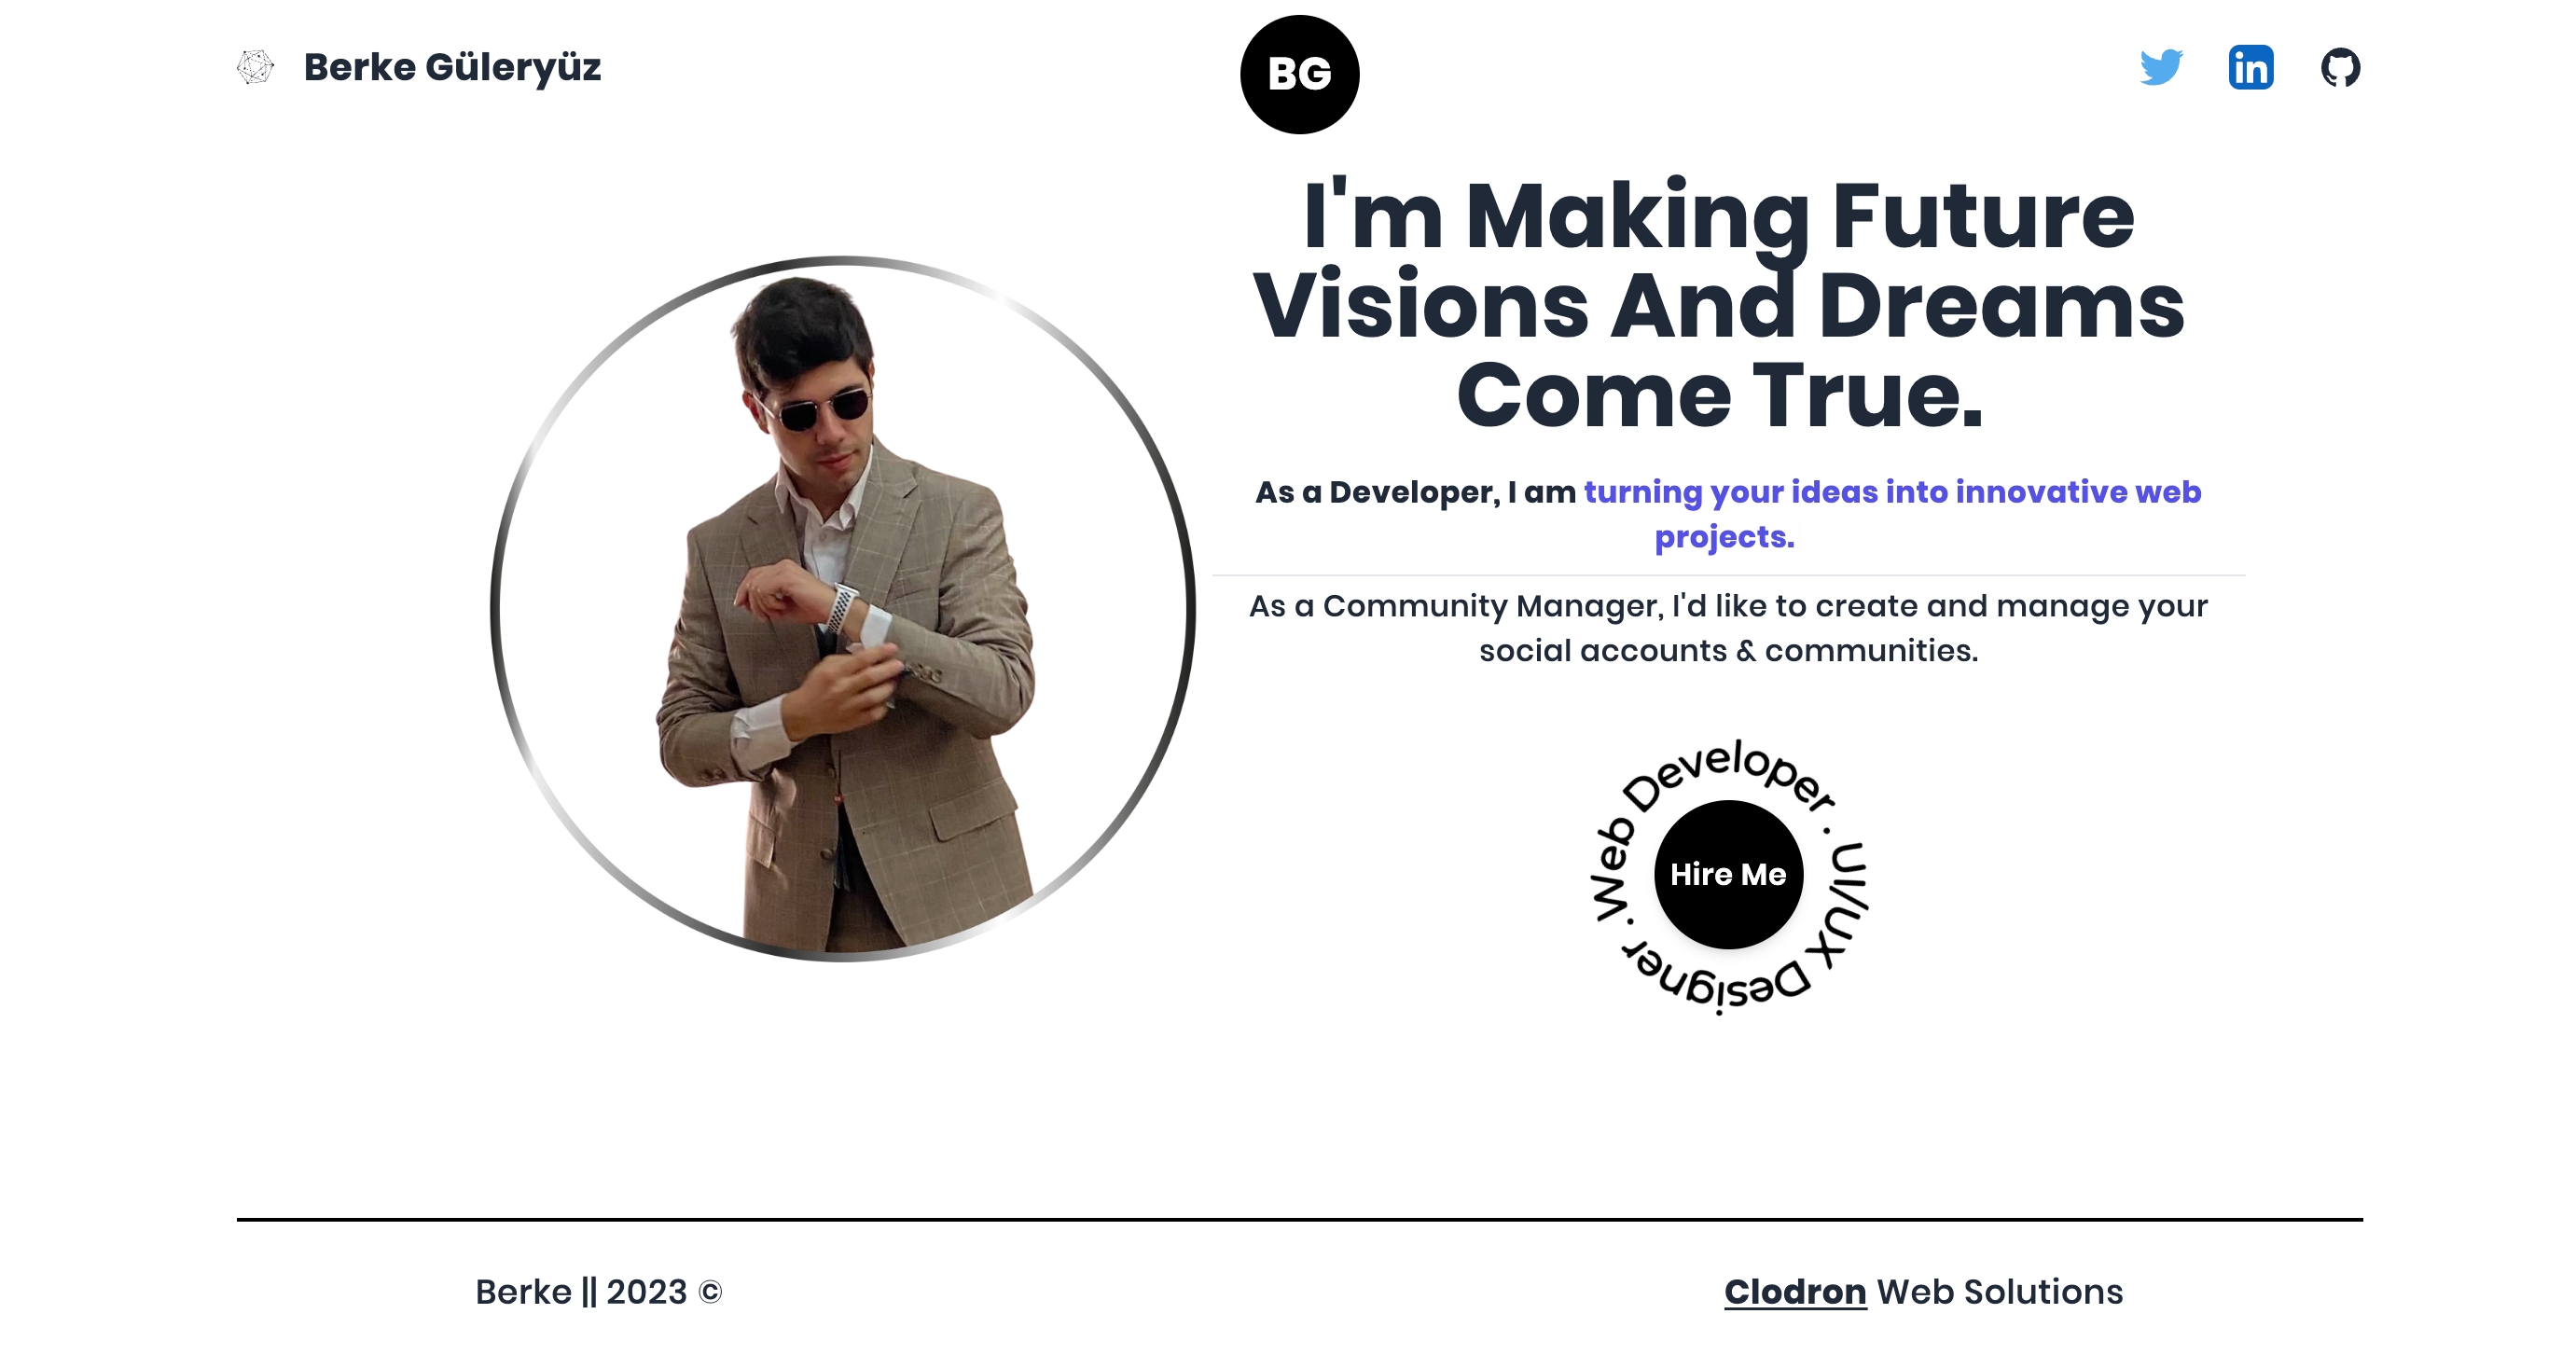 Berke Güleryüz
BG
I'm Making Future
Visions And Dreams
Come True.
As a Developer, I am turning your ideas into innovative web
projects.
As a Community Manager, I'd like to create and manage your
social accounts & communities.
Web Developer . UI/UX Designer .
Hire Me
Berke || 2023 ©
Clodron Web Solutions